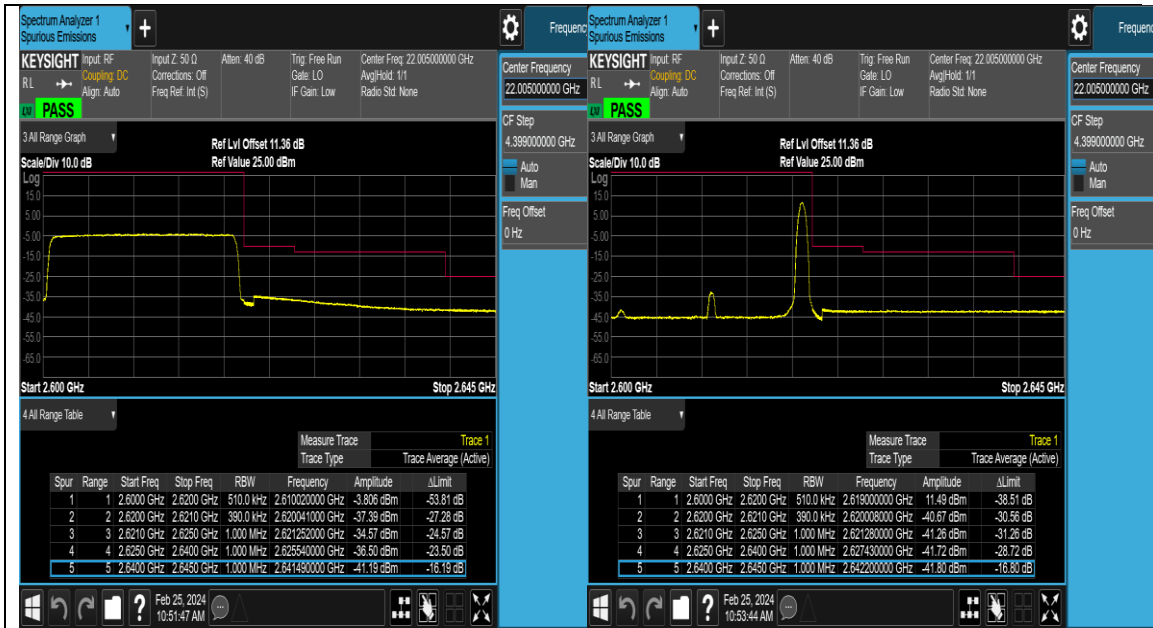 Spectrum Analyzer 1
Spurious Emissions
+
Frequenc
KEYSIGHT Input: RF Input Z: 50 Ω Atten: 40 dB Trig: Free Run Center Freq: 22.005000000 GHz
RL Coupling: DC Corrections: Off Gate: LO Avg|Hold: 1/1
Align: Auto Freq Ref: Int (S) IF Gain: Low Radio Std: None
PASS
Center Frequency
22.005000000 GHz
CF Step
4.399000000 GHz
Auto
Man
Freq Offset
0 Hz
3 All Range Graph
Ref Lvl Offset 11.36 dB
Scale/Div 10.0 dB Ref Value 25.00 dBm
Log
15.0
5.00
-5.00
-15.0
-25.0
-35.0
-45.0
-55.0
-65.0
Start 2.600 GHz Stop 2.645 GHz
4 All Range Table
Measure Trace Trace 1
Trace Type Trace Average (Active)
Spur Range Start Freq Stop Freq RBW Frequency Amplitude ΔLimit
1 1 2.6000 GHz 2.6200 GHz 510.0 kHz 2.610020000 GHz -3.806 dBm -53.81 dB
2 2 2.6200 GHz 2.6210 GHz 390.0 kHz 2.620041000 GHz -37.39 dBm -27.28 dB
3 3 2.6210 GHz 2.6250 GHz 1.000 MHz 2.621252000 GHz -34.57 dBm -24.57 dB
4 4 2.6250 GHz 2.6400 GHz 1.000 MHz 2.625540000 GHz -36.50 dBm -23.50 dB
5 5 2.6400 GHz 2.6450 GHz 1.000 MHz 2.641490000 GHz -41.19 dBm -16.19 dB
?
Feb 25, 2024
10:51:47 AM
Spectrum Analyzer 1
Spurious Emissions
+
Frequenc
KEYSIGHT Input: RF Input Z: 50 Ω Atten: 40 dB Trig: Free Run Center Freq: 22.005000000 GHz
RL Coupling: DC Corrections: Off Gate: LO Avg|Hold: 1/1
Align: Auto Freq Ref: Int (S) IF Gain: Low Radio Std: None
PASS
Center Frequency
22.005000000 GHz
CF Step
4.399000000 GHz
Auto
Man
Freq Offset
0 Hz
3 All Range Graph
Ref Lvl Offset 11.36 dB
Scale/Div 10.0 dB Ref Value 25.00 dBm
Log
15.0
5.00
-5.00
-15.0
-25.0
-35.0
-45.0
-55.0
-65.0
Start 2.600 GHz Stop 2.645 GHz
4 All Range Table
Measure Trace Trace 1
Trace Type Trace Average (Active)
Spur Range Start Freq Stop Freq RBW Frequency Amplitude ΔLimit
1 1 2.6000 GHz 2.6200 GHz 510.0 kHz 2.619000000 GHz 11.49 dBm -38.51 dB
2 2 2.6200 GHz 2.6210 GHz 390.0 kHz 2.620008000 GHz -40.67 dBm -30.56 dB
3 3 2.6210 GHz 2.6250 GHz 1.000 MHz 2.621280000 GHz -41.26 dBm -31.26 dB
4 4 2.6250 GHz 2.6400 GHz 1.000 MHz 2.627430000 GHz -41.72 dBm -28.72 dB
5 5 2.6400 GHz 2.6450 GHz 1.000 MHz 2.642200000 GHz -41.80 dBm -16.80 dB
?
Feb 25, 2024
10:53:44 AM